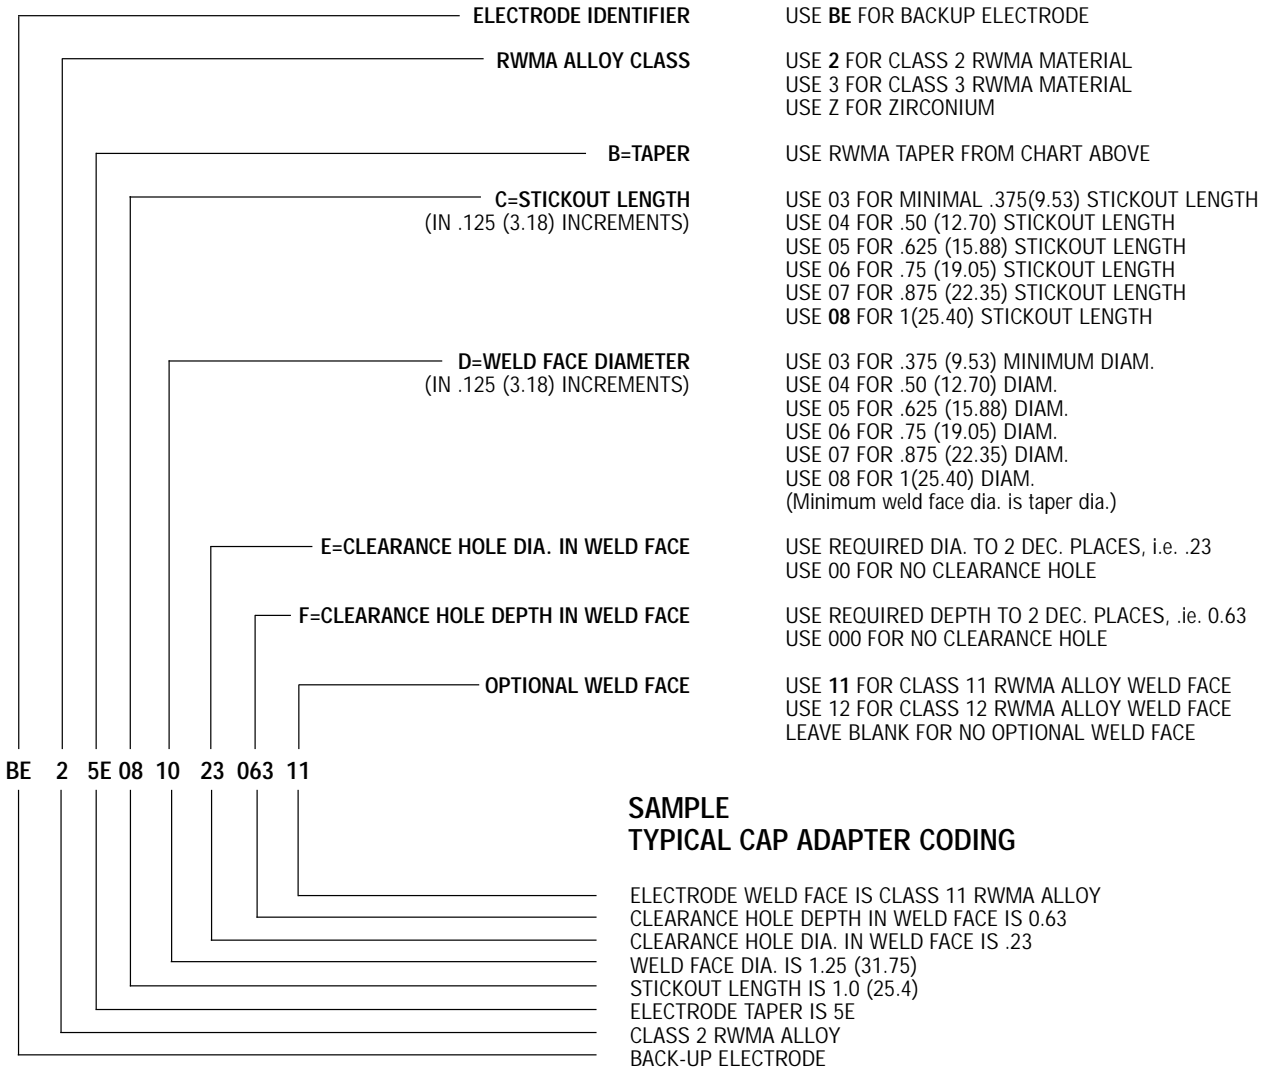 ELECTRODE IDENTIFIER USE BE FOR BACKUP ELECTRODE
RWMA ALLOY CLASS USE 2 FOR CLASS 2 RWMA MATERIAL
USE 3 FOR CLASS 3 RWMA MATERIAL
USE Z FOR ZIRCONIUM
B=TAPER USE RWMA TAPER FROM CHART ABOVE
C=STICKOUT LENGTH USE 03 FOR MINIMAL .375(9.53) STICKOUT LENGTH
(IN .125 (3.18) INCREMENTS) USE 04 FOR .50 (12.70) STICKOUT LENGTH
USE 05 FOR .625 (15.88) STICKOUT LENGTH
USE 06 FOR .75 (19.05) STICKOUT LENGTH
USE 07 FOR .875 (22.35) STICKOUT LENGTH
USE 08 FOR 1(25.40) STICKOUT LENGTH
D=WELD FACE DIAMETER USE 03 FOR .375 (9.53) MINIMUM DIAM.
(IN .125 (3.18) INCREMENTS) USE 04 FOR .50 (12.70) DIAM.
USE 05 FOR .625 (15.88) DIAM.
USE 06 FOR .75 (19.05) DIAM.
USE 07 FOR .875 (22.35) DIAM.
USE 08 FOR 1(25.40) DIAM.
(Minimum weld face dia. is taper dia.)
E=CLEARANCE HOLE DIA. IN WELD FACE USE REQUIRED DIA. TO 2 DEC. PLACES, i.e. .23
USE 00 FOR NO CLEARANCE HOLE
F=CLEARANCE HOLE DEPTH IN WELD FACE USE REQUIRED DEPTH TO 2 DEC. PLACES, .ie. 0.63
USE 000 FOR NO CLEARANCE HOLE
OPTIONAL WELD FACE USE 11 FOR CLASS 11 RWMA ALLOY WELD FACE
USE 12 FOR CLASS 12 RWMA ALLOY WELD FACE
LEAVE BLANK FOR NO OPTIONAL WELD FACE
BE 2 5E 08 10 23 063 11
SAMPLE
TYPICAL CAP ADAPTER CODING
ELECTRODE WELD FACE IS CLASS 11 RWMA ALLOY
CLEARANCE HOLE DEPTH IN WELD FACE IS 0.63
CLEARANCE HOLE DIA. IN WELD FACE IS .23
WELD FACE DIA. IS 1.25 (31.75)
STICKOUT LENGTH IS 1.0 (25.4)
ELECTRODE TAPER IS 5E
CLASS 2 RWMA ALLOY
BACK-UP ELECTRODE